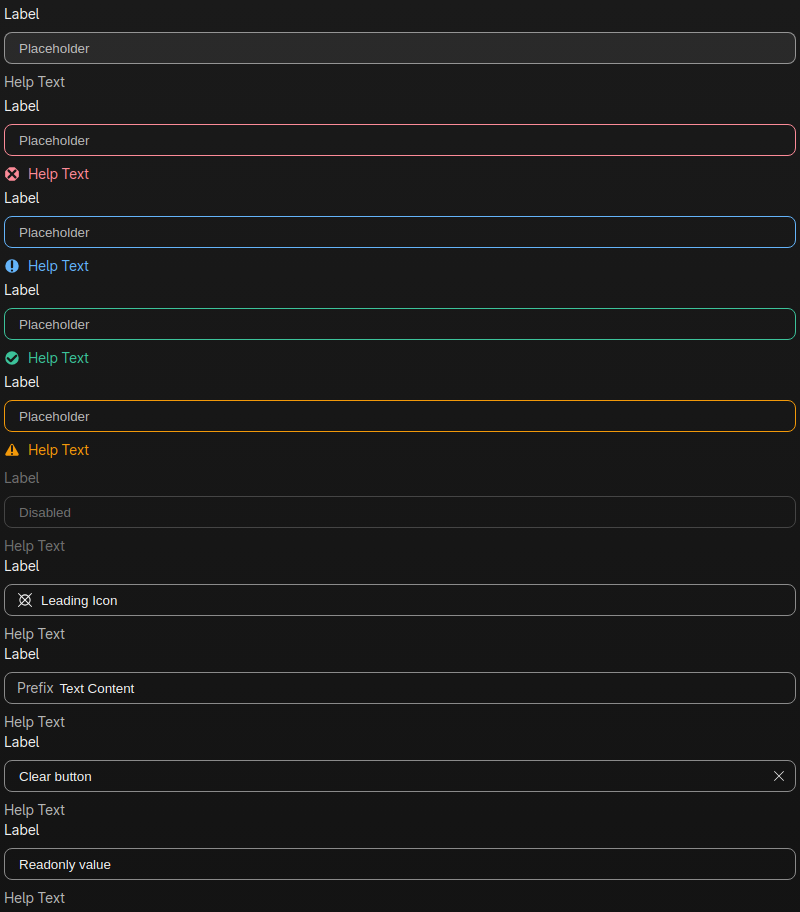 Label
Placeholder
Help Text
Label
Placeholder
Help Text
Label
Placeholder
Help Text
Label
Placeholder
Help Text
Label
Placeholder
Help Text
Label
Disabled
Help Text
Label
Leading Icon
Help Text
Label
Prefix Text Content
Help Text
Label
Clear button
Help Text
Label
Readonly value
Help Text